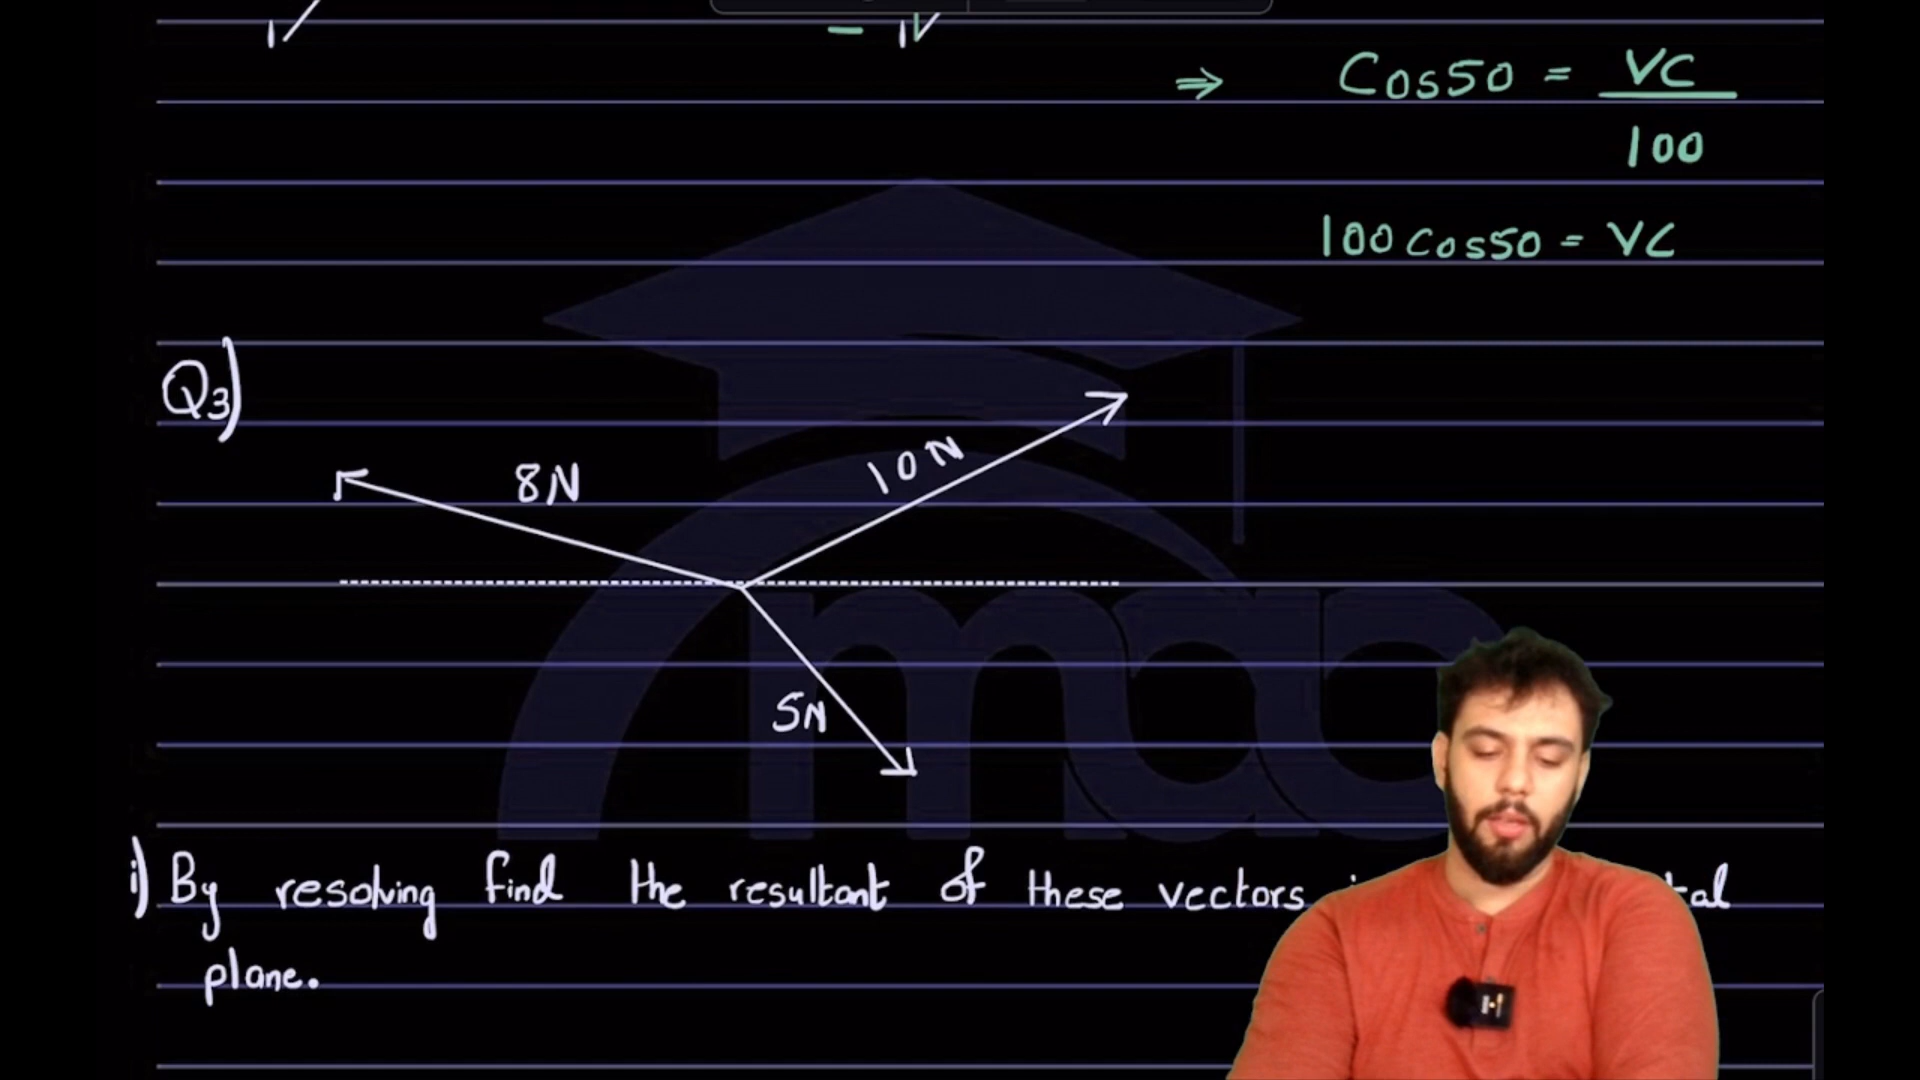 ⇒ Cos50 = VC
100
100 Cos50 = VC
Q3)
8N
10N
5N
i) By resolving find the resultant of these vectors
plane.
mac